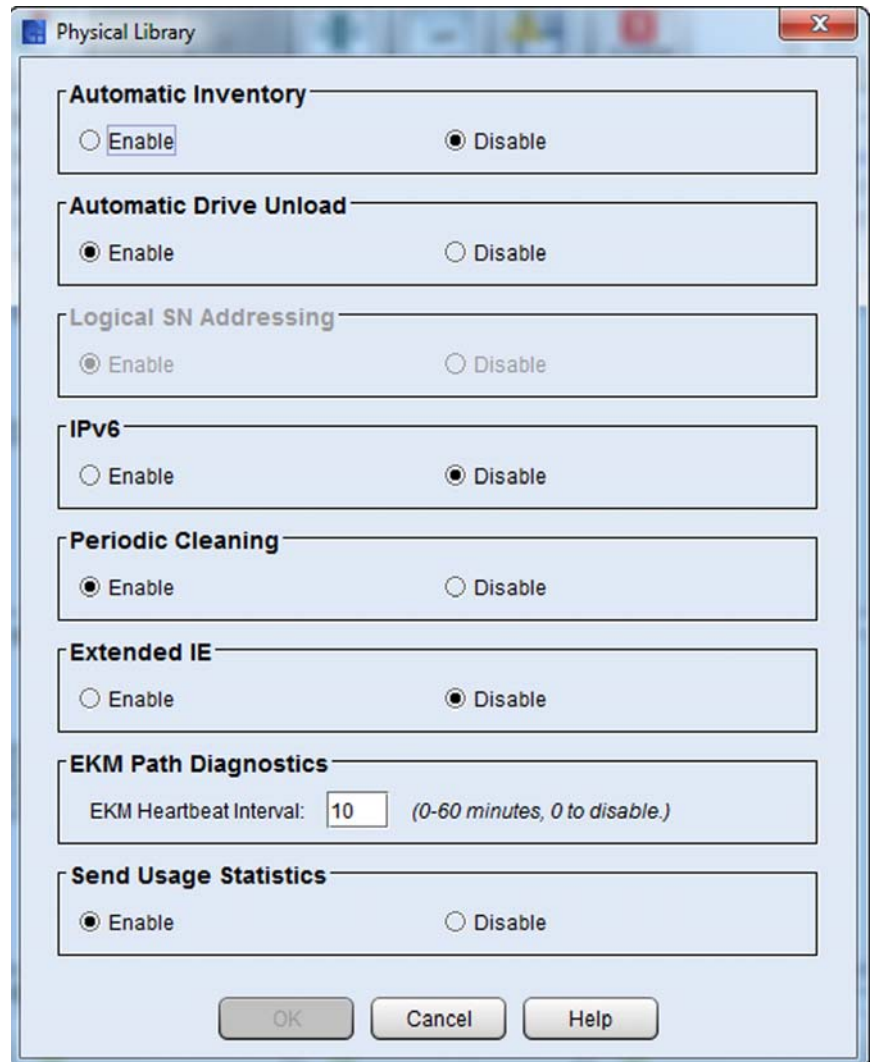 Physical Library
Automatic Inventory
Enable Disable
Automatic Drive Unload
Enable Disable
Logical SN Addressing
Enable Disable
IPv6
Enable Disable
Periodic Cleaning
Enable Disable
Extended IE
Enable Disable
EKM Path Diagnostics
EKM Heartbeat Interval: 10 (0-60 minutes, 0 to disable.)
Send Usage Statistics
Enable Disable
OK Cancel Help